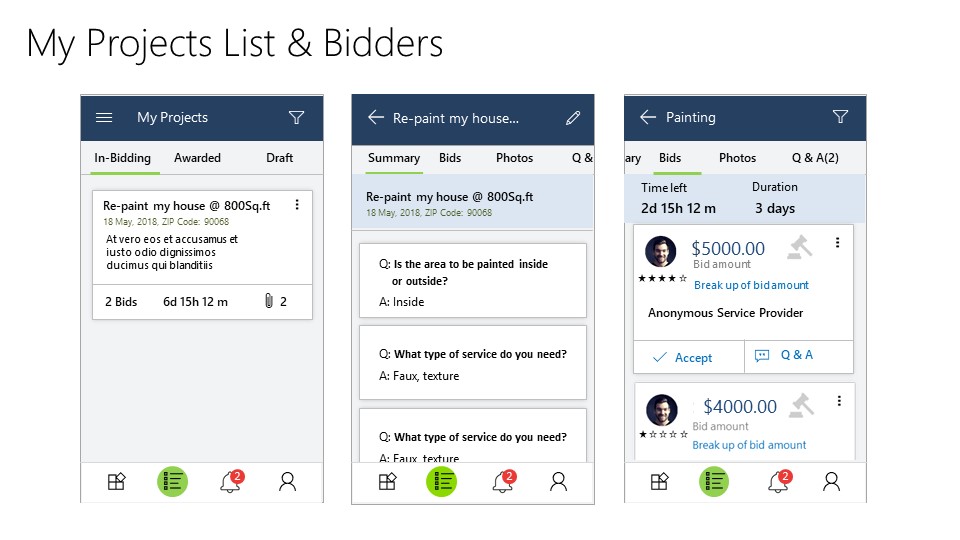 My Projects List & Bidders
My Projects
In-Bidding Awarded Draft
Re-paint my house @ 800Sq.ft
18 May, 2018, ZIP Code: 90068
At vero eos et accusamus et
iusto odio dignissimos
ducimus qui blanditiis
2 Bids 6d 15h 12 m 2
2
Re-paint my house...
Summary Bids Photos Q &
Re-paint my house @ 800Sq.ft
18 May, 2018, ZIP Code: 90068
Q: Is the area to be painted inside
or outside?
A: Inside
Q: What type of service do you need?
A: Faux, texture
Q: What type of service do you need?
A: Faux, texture
2
Painting
ary Bids Photos Q & A(2)
Time left Duration
2d 15h 12 m 3 days
$5000.00
Bid amount
Break up of bid amount
Anonymous Service Provider
Accept Q & A
$4000.00
Bid amount
Break up of bid amount
2